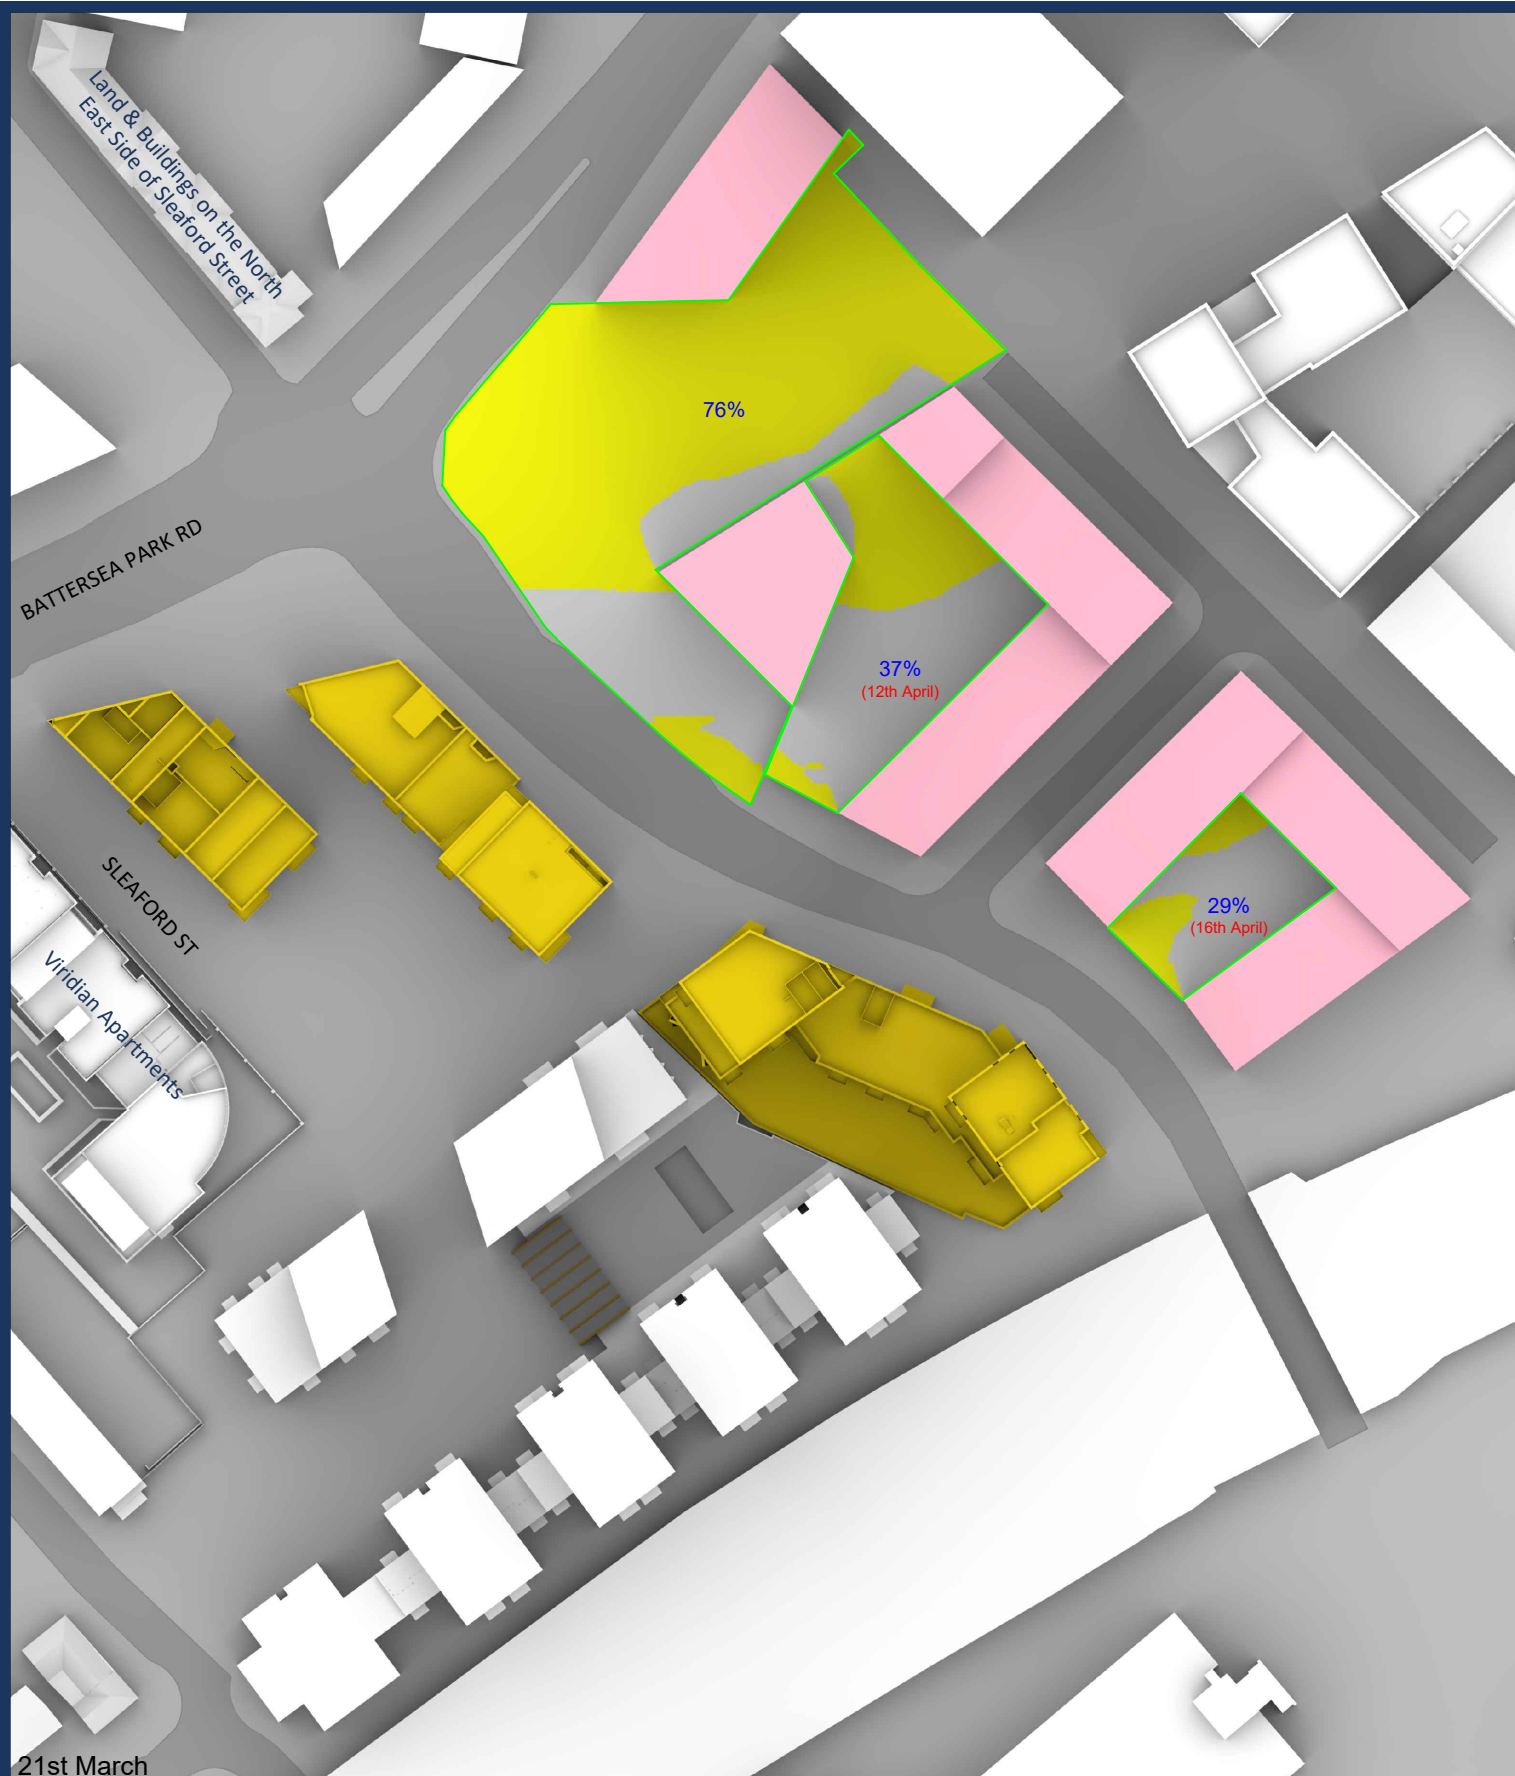 Land & Buildings on the North
East Side of Sleaford Street
76%
BATTERSEA PARK RD
37%
(12th April)
SLEAFORD ST
29%
(16th April)
Viridian Apartments
21st March